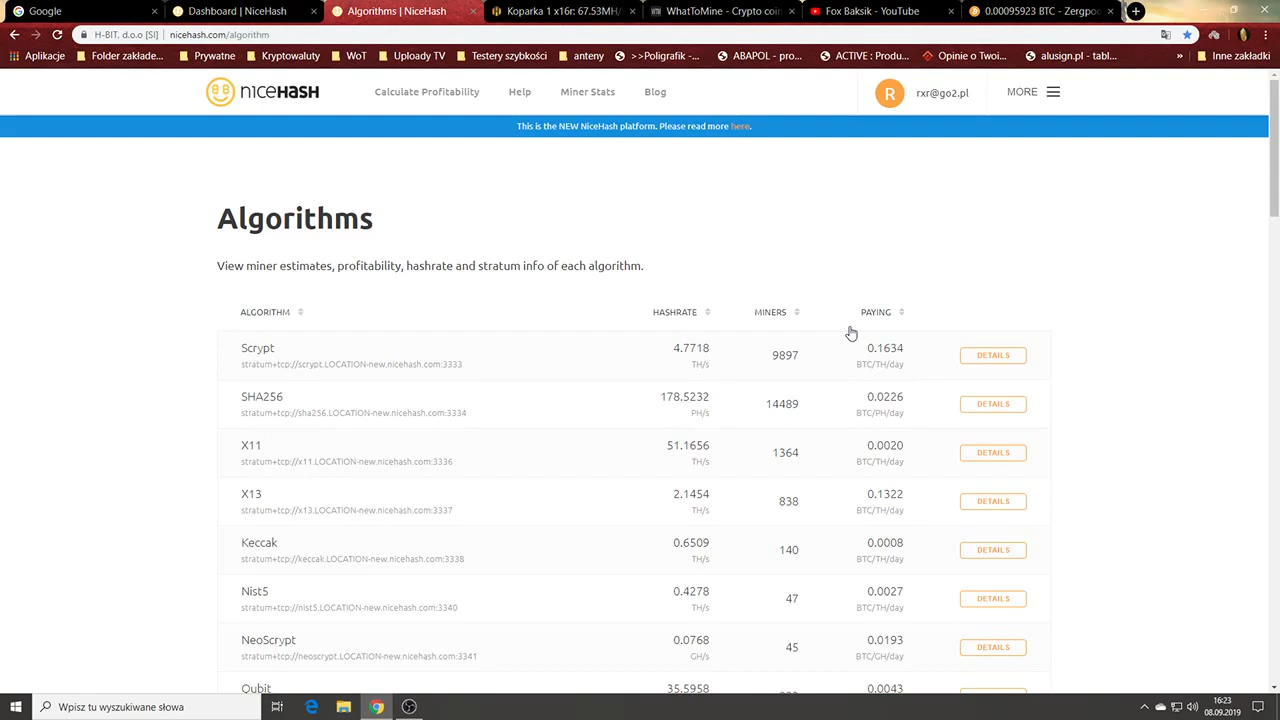 Google
Dashboard | NiceHash
Algorithms | NiceHash
Koparka 1 x16r: 67.53MH/
WhatToMine - Crypto coin
Fox Baksik - YouTube
0.00095923 BTC - Zergpoo
H-BIT, d.o.o [SI]
nicehash.com/algorithm
Aplikacje
Folder zakłade...
Prywatne
Kryptowaluty
WoT
Uploady TV
Testery szybkości
anteny
>>Poligrafik -...
ABAPOL - pro...
ACTIVE : Produ...
Opinie o Twoi...
alusign.pl - tabl...
»
Inne zakładki
niceHASH
Calculate Profitability
Help
Miner Stats
Blog
R
rxr@go2.pl
MORE
This is the NEW NiceHash platform. Please read more here.
Algorithms
View miner estimates, profitability, hashrate and stratum info of each algorithm.
ALGORITHM HASHRATE MINERS PAYING
Scrypt 4.7718 9897 0.1634 DETAILS
stratum+tcp://scrypt.LOCATION-new.nicehash.com:3333 TH/s BTC/TH/day
SHA256 178.5232 14489 0.0226 DETAILS
stratum+tcp://sha256.LOCATION-new.nicehash.com:3334 PH/s BTC/PH/day
X11 51.1656 1364 0.0020 DETAILS
stratum+tcp://x11.LOCATION-new.nicehash.com:3336 TH/s BTC/TH/day
X13 2.1454 838 0.1322 DETAILS
stratum+tcp://x13.LOCATION-new.nicehash.com:3337 TH/s BTC/TH/day
Keccak 0.6509 140 0.0008 DETAILS
stratum+tcp://keccak.LOCATION-new.nicehash.com:3338 TH/s BTC/TH/day
Nist5 0.4278 47 0.0027 DETAILS
stratum+tcp://nist5.LOCATION-new.nicehash.com:3340 TH/s BTC/TH/day
NeoScrypt 0.0768 45 0.0193 DETAILS
stratum+tcp://neoscrypt.LOCATION-new.nicehash.com:3341 GH/s BTC/GH/day
Qubit 35.5958 0.0043
Wpisz tu wyszukiwane słowa
16:23
08.09.2019